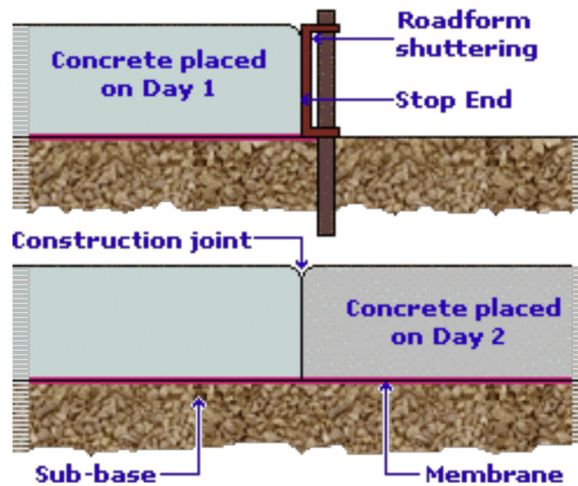 Concrete placed
on Day 1
Roadform
shuttering
Stop End
Construction joint
Concrete placed
on Day 2
Sub-base
Membrane